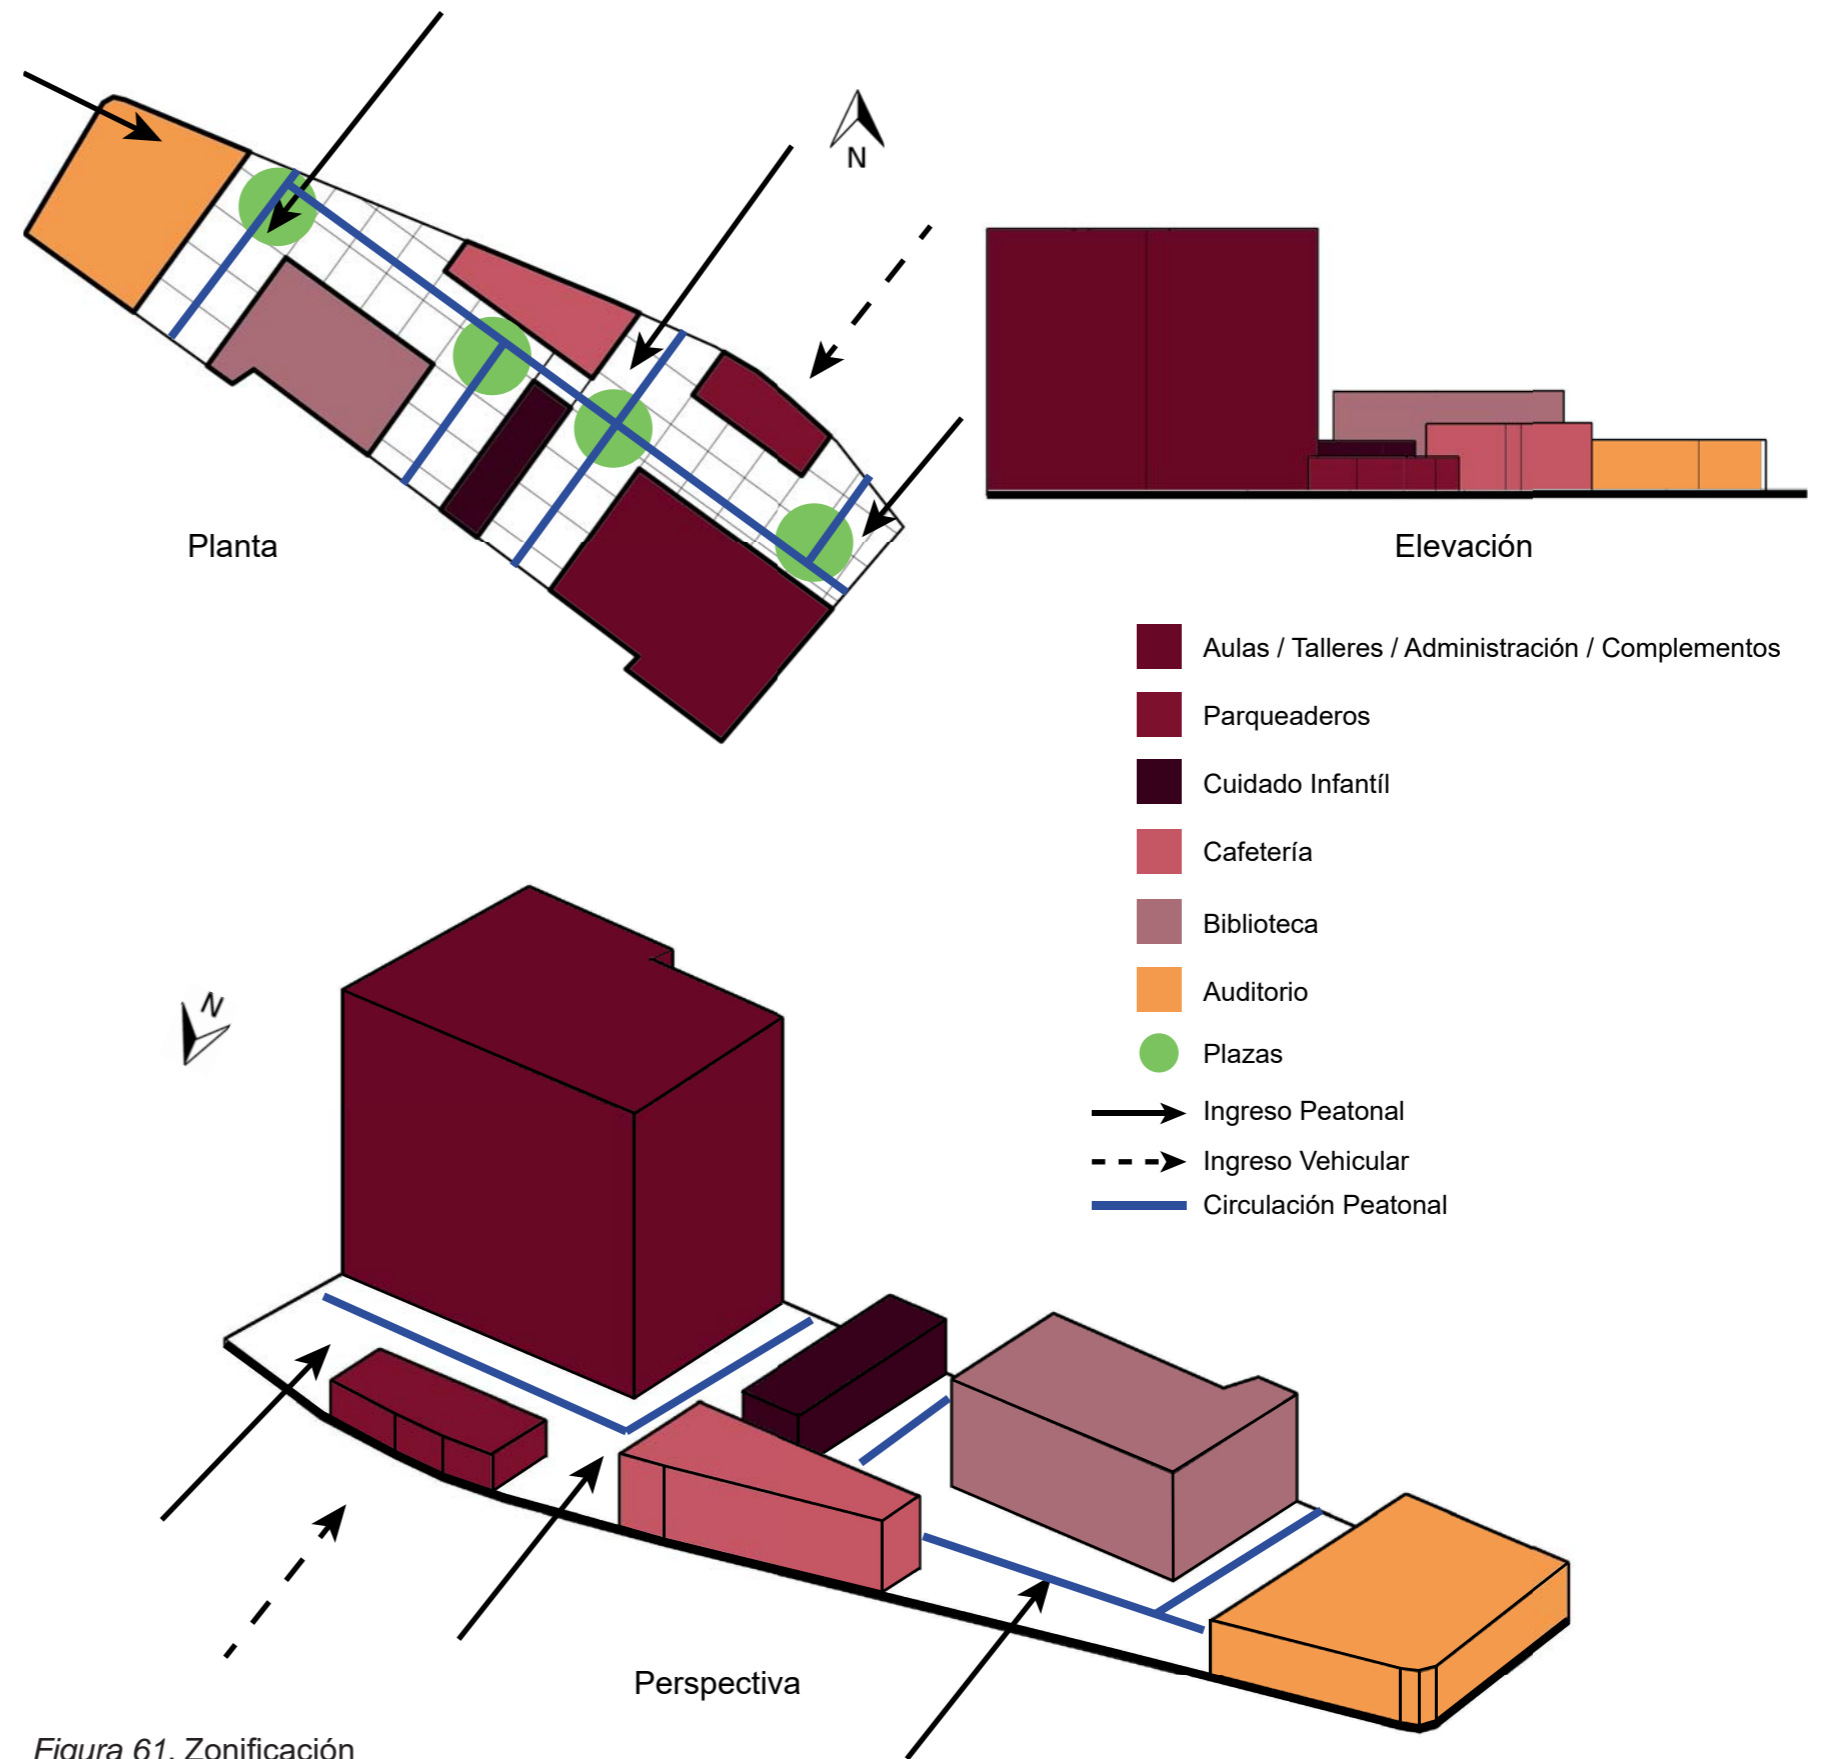 N
Planta
Elevación
Aulas / Talleres / Administración / Complementos
Parqueaderos
Cuidado Infantíl
Cafetería
Biblioteca
Auditorio
Plazas
Ingreso Peatonal
Ingreso Vehicular
Circulación Peatonal
N
Perspectiva
Figura 61. Zonificación